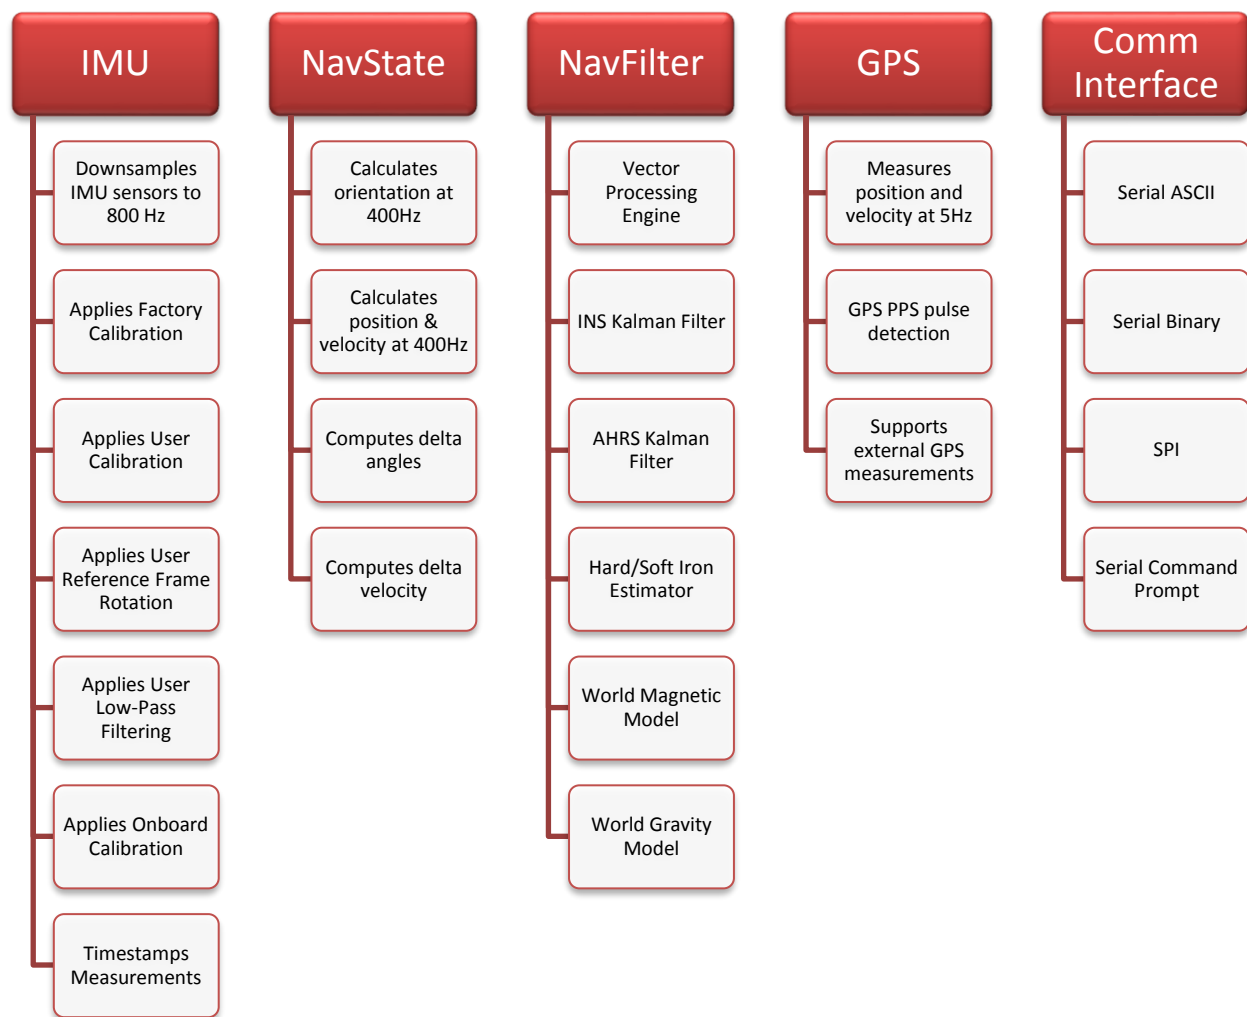 IMU
Downsamples
IMU sensors to
800 Hz
Applies Factory
Calibration
Applies User
Calibration
Applies User
Reference Frame
Rotation
Applies User
Low-Pass
Filtering
Applies Onboard
Calibration
Timestamps
Measurements
NavState
Calculates
orientation at
400Hz
Calculates
position &
velocity at 400Hz
Computes delta
angles
Computes delta
velocity
NavFilter
Vector
Processing
Engine
INS Kalman Filter
AHRS Kalman
Filter
Hard/Soft Iron
Estimator
World Magnetic
Model
World Gravity
Model
GPS
Measures
position and
velocity at 5Hz
GPS PPS pulse
detection
Supports
external GPS
measurements
Comm
Interface
Serial ASCII
Serial Binary
SPI
Serial Command
Prompt